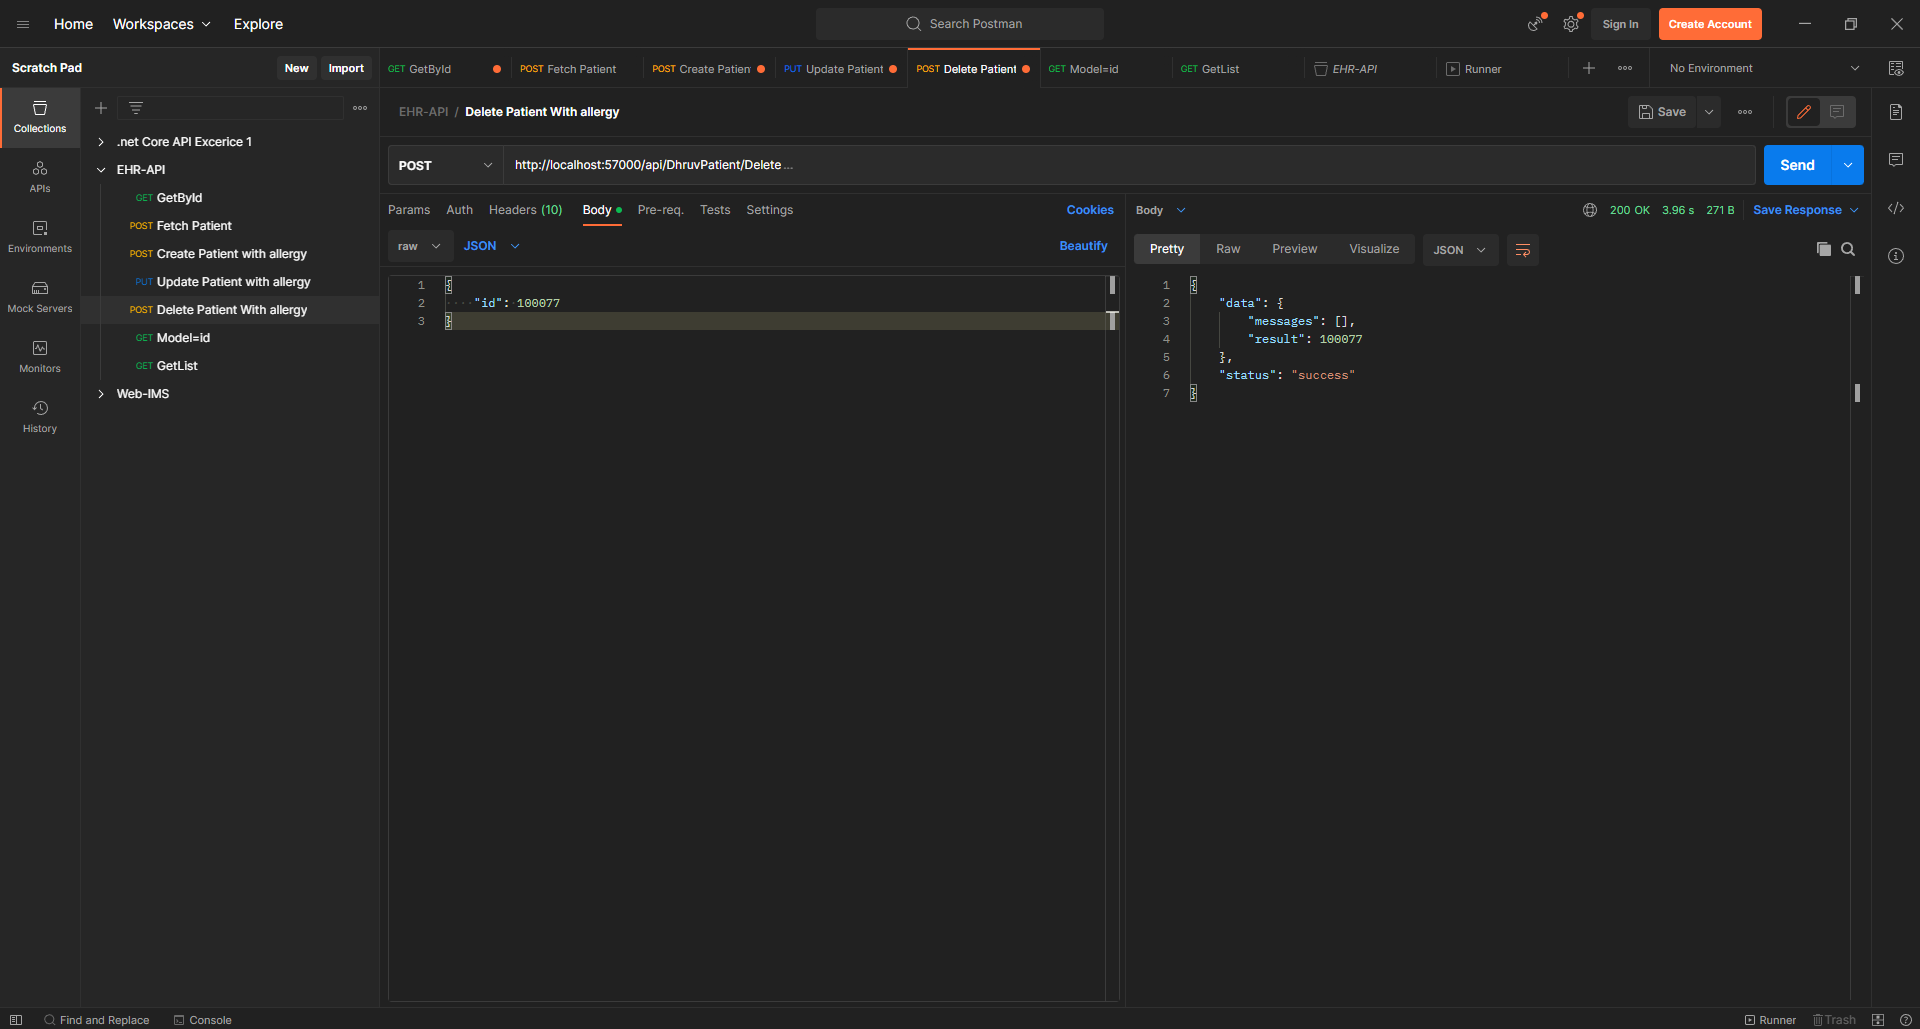 Home Workspaces Explore Search Postman Sign In Create Account
Scratch Pad New Import
GET GetById POST Fetch Patient POST Create Patien PUT Update Patient POST Delete Patient GET Model=id GET GetList EHR-API Runner No Environment
Collections
APIs
Environments
Mock Servers
Monitors
History
.net Core API Excerice 1
EHR-API
GET GetById
POST Fetch Patient
POST Create Patient with allergy
PUT Update Patient with allergy
POST Delete Patient With allergy
GET Model=id
GET GetList
Web-IMS
EHR-API / Delete Patient With allergy Save
POST http://localhost:57000/api/DhruvPatient/Delete... Send
Params Auth Headers (10) Body Pre-req. Tests Settings Cookies
raw JSON Beautify
1 {
2 ····"id":·100077
3 }
Body 200 OK 3.96 s 271 B Save Response
Pretty Raw Preview Visualize JSON
1 {
2 "data": {
3 "messages": [],
4 "result": 100077
5 },
6 "status": "success"
7 }
Find and Replace Console Runner Trash